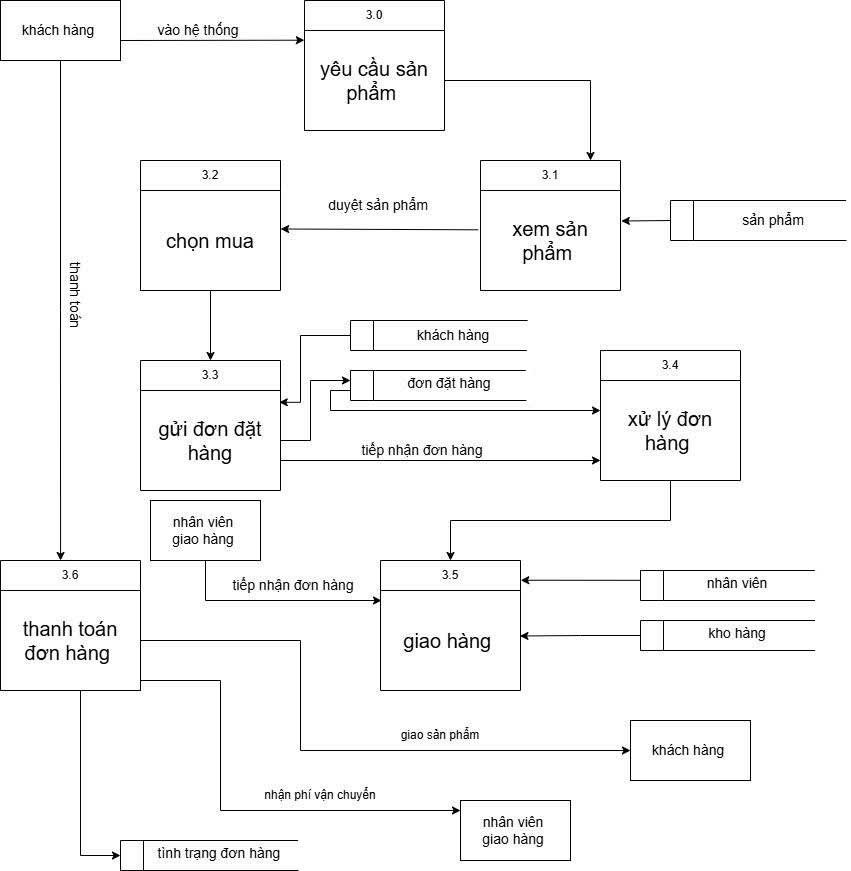 khách hàng
vào hệ thống
3.0
yêu cầu sản
phẩm
3.2
chọn mua
duyệt sản phẩm
3.1
xem sản
phẩm
sản phẩm
thanh toán
khách hàng
đơn đặt hàng
3.3
gửi đơn đặt
hàng
tiếp nhận đơn hàng
3.4
xử lý đơn
hàng
nhân viên
giao hàng
tiếp nhận đơn hàng
3.6
thanh toán
đơn hàng
3.5
giao hàng
nhân viên
kho hàng
giao sản phẩm
khách hàng
nhận phí vận chuyển
nhân viên
giao hàng
tình trạng đơn hàng